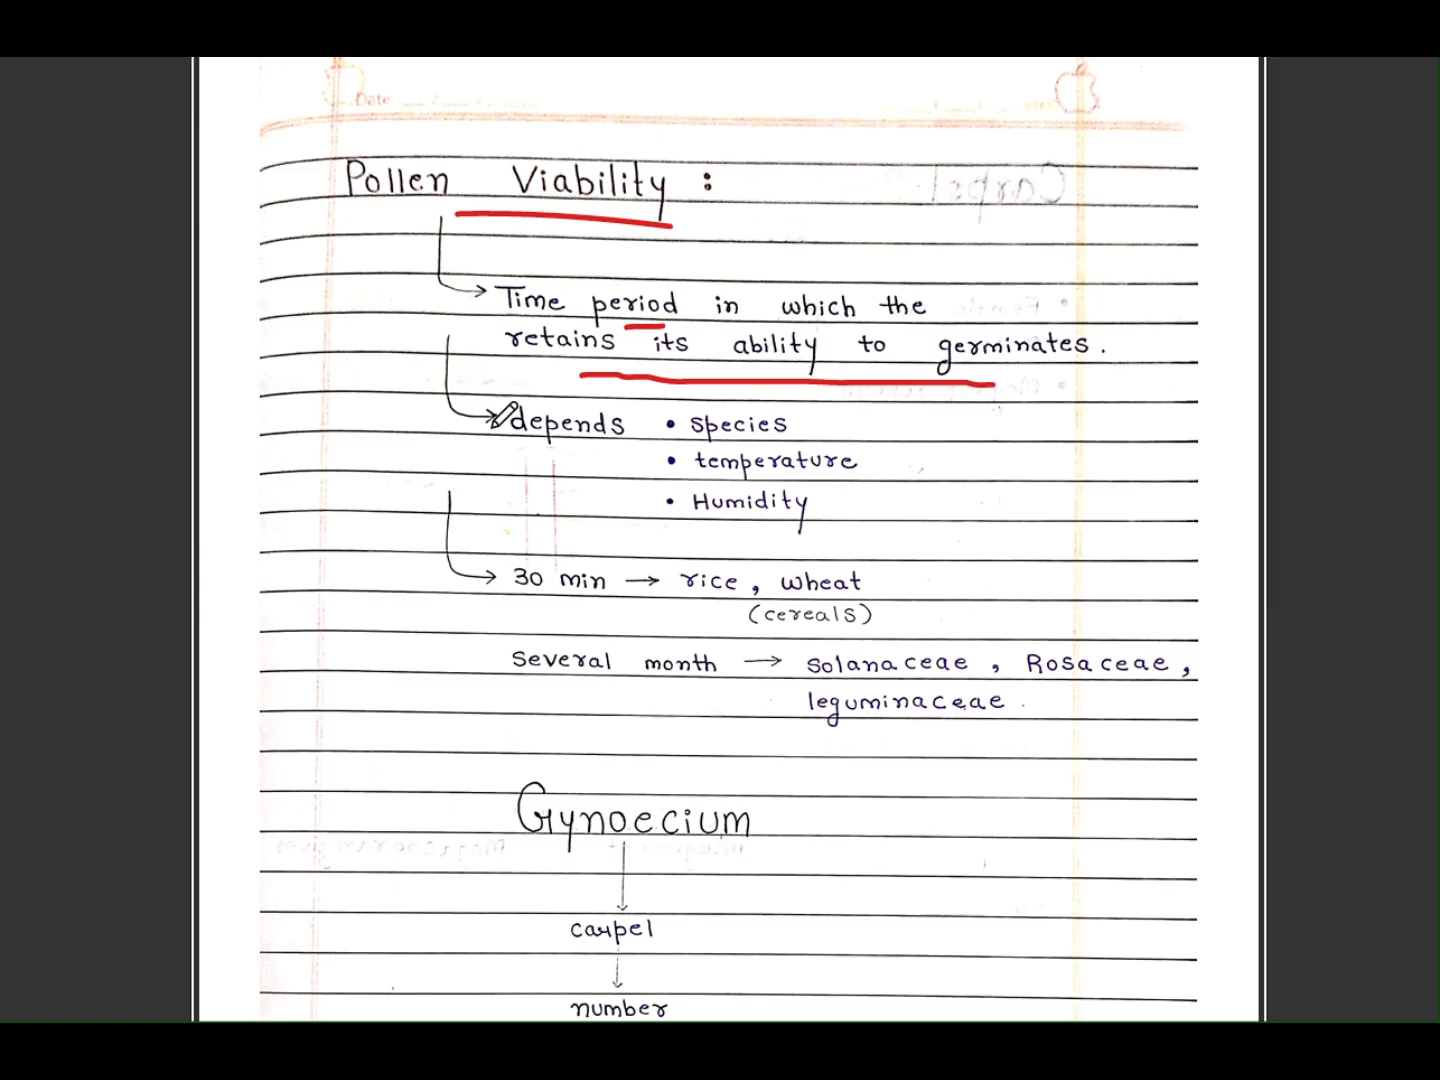 Date
Pollen Viability :
Time period in which the
retains its ability to germinates.
depends • species
• temperature
• Humidity
30 min → rice, wheat
(cereals)
Several month → solanaceae, Rosaceae,
leguminaceae.
Gynoecium
carpel
number